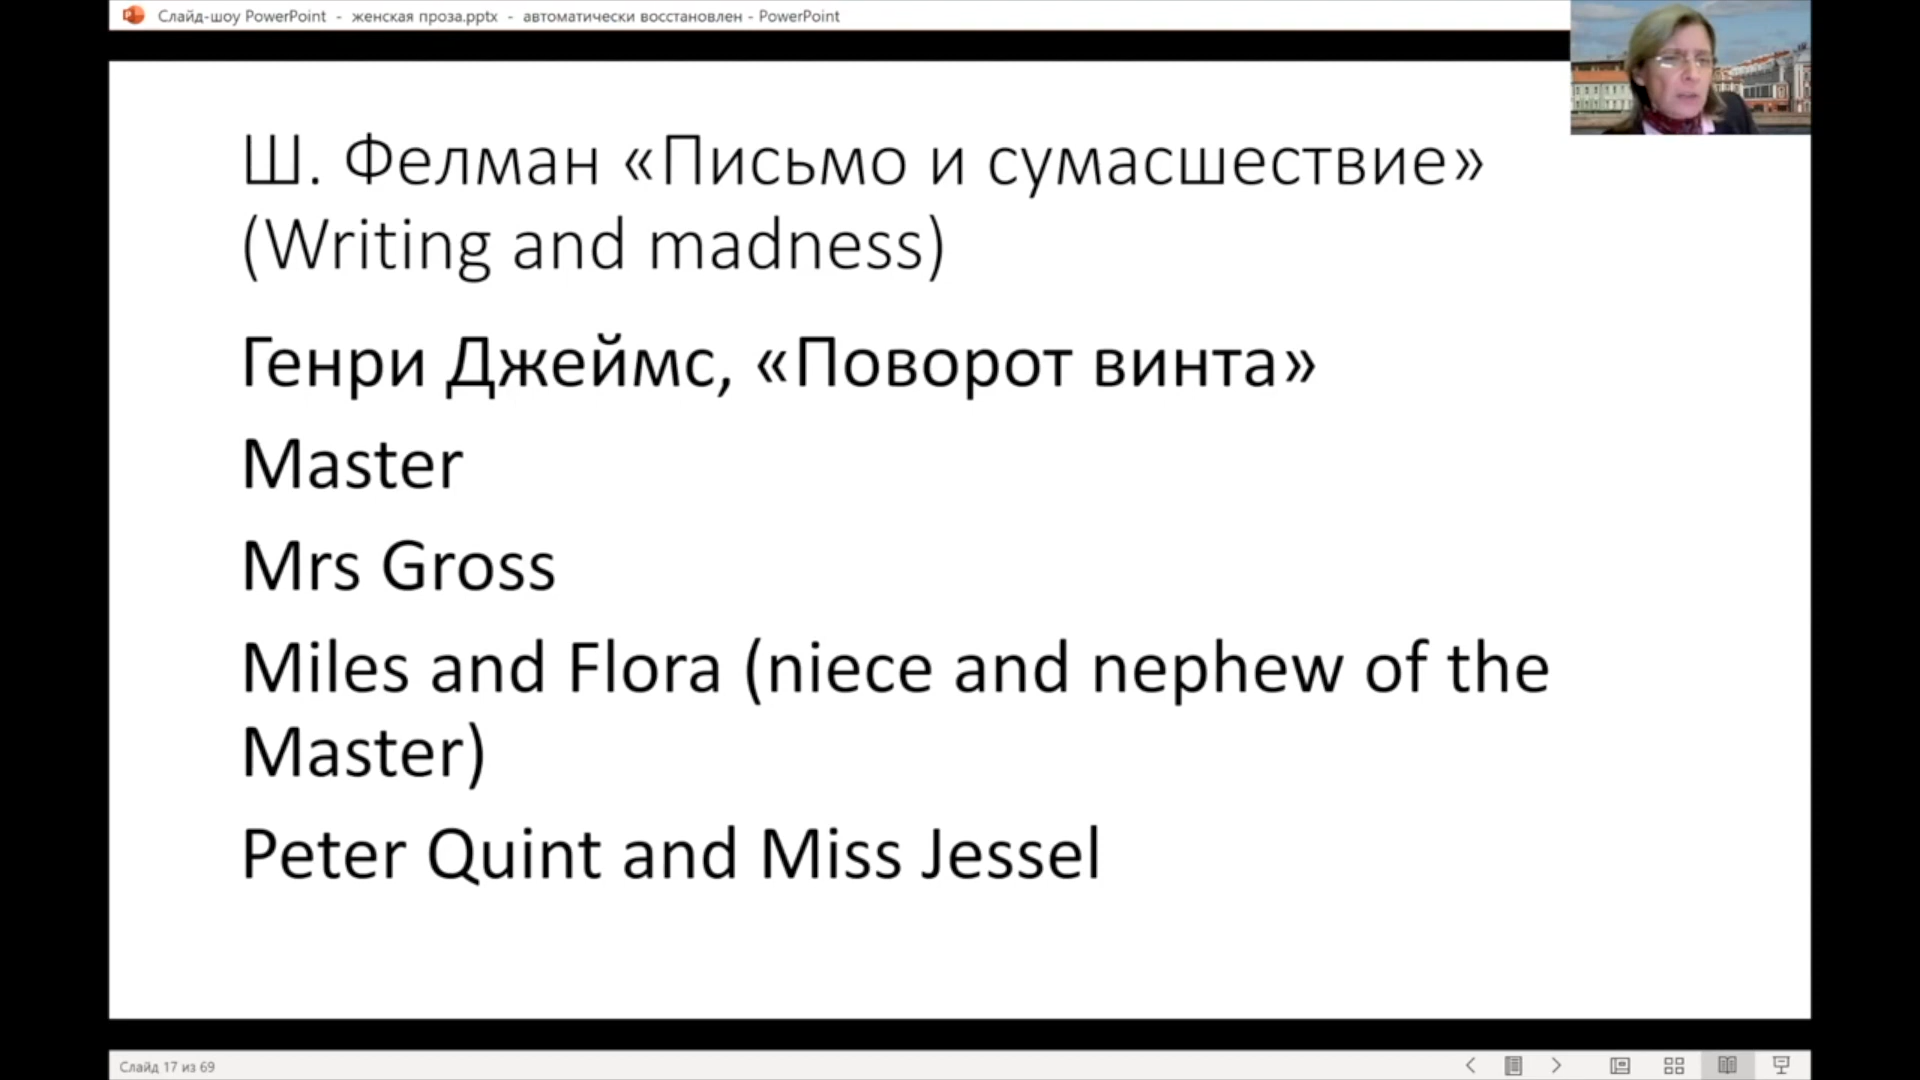 Слайд-шоу PowerPoint - женская проза.pptx - автоматически восстановлен - PowerPoint
Ш. Фелман «Письмо и сумасшествие»
(Writing and madness)
Генри Джеймс, «Поворот винта»
Master
Mrs Gross
Miles and Flora (niece and nephew of the
Master)
Peter Quint and Miss Jessel
Слайд 17 из 69